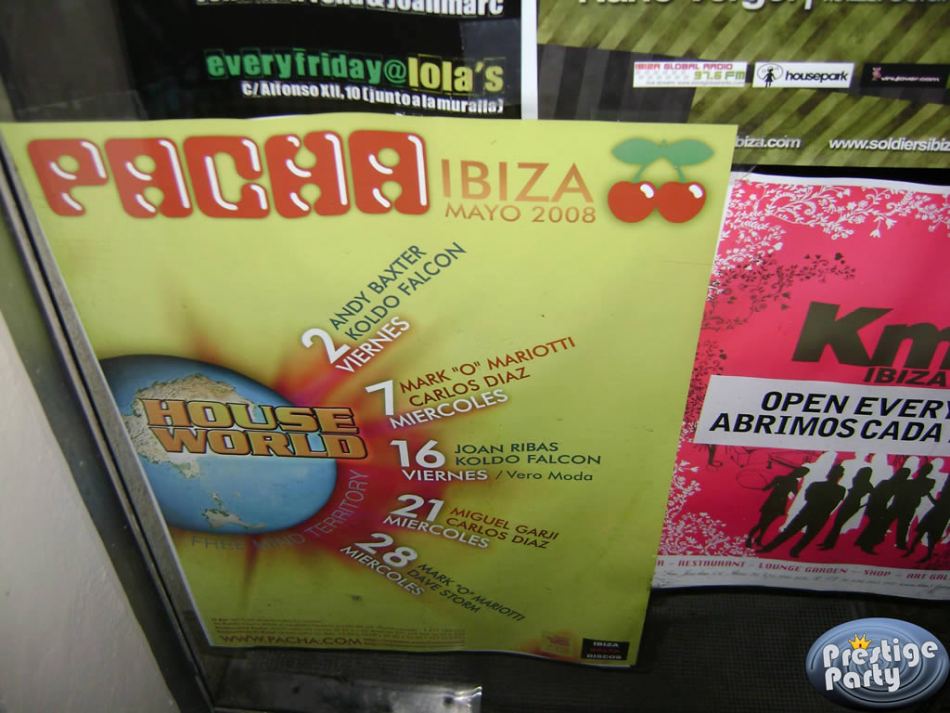 everyfriday@lola's
C/Alfonso XII, 10 (junto a la muralla)
IBIZA GLOBAL RADIO
97.6 FM
housepark
www.soldiersibiz
PACHA IBIZA
MAYO 2008
2 ANDY BAXTER
KOLDO FALCON
VIERNES
7 MARK "O" MARIOTTI
CARLOS DIAZ
MIERCOLES
HOUSE
WORLD
16 JOAN RIBAS
KOLDO FALCON
VIERNES / Vero Moda
21 MIGUEL GARJI
CARLOS DIAZ
MIERCOLES
28 MARK "O" MARIOTTI
DAVE STORM
MIERCOLES
FREE MIND TERRITORY
WWW.PACHA.COM
IBIZA
DISCOS
Km
IBIZA
OPEN EVERY
ABRIMOS CADA
RESTAURANT - LOUNGE GARDEN - SHOP - ART GAL
Prestige
Party